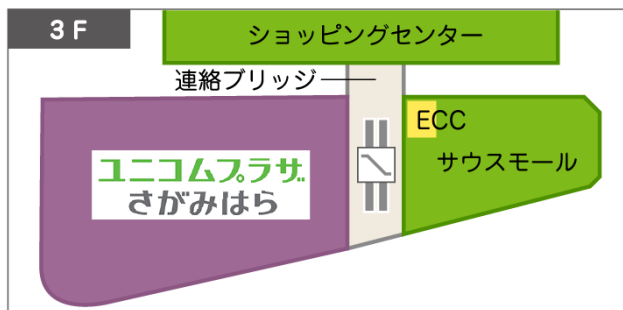 3F
ショッピングセンター
連絡ブリッジ
ECC
サウスモール
ユニコムプラザ
さがみはら